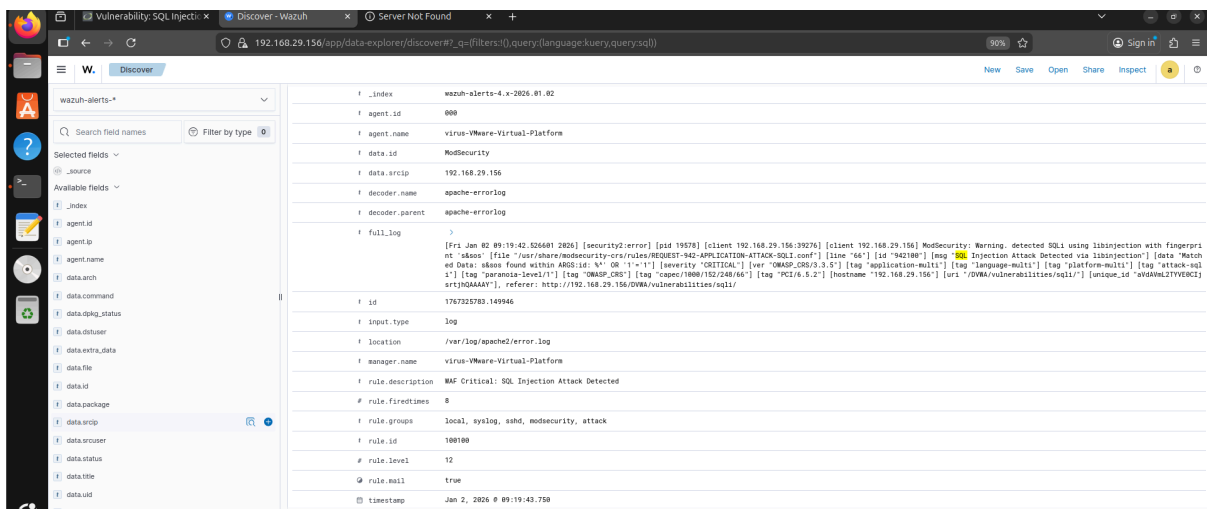 Vulnerability: SQL Injectic
Discover - Wazuh
Server Not Found
192.168.29.156/app/data-explorer/discover#?_q=(filters:!(),query:(language:kuery,query:sql))
90%
Sign in
W.
Discover
New
Save
Open
Share
Inspect
a
wazuh-alerts-*
Search field names
Filter by type 0
Selected fields
_source
Available fields
t _index
t agent.id
t agent.ip
t agent.name
t data.arch
t data.command
t data.dpkg_status
t data.dstuser
t data.extra_data
t data.file
t data.id
t data.package
t data.srcip
t data.srcuser
t data.status
t data.title
t data.uid
t _index wazuh-alerts-4.x-2026.01.02
t agent.id 000
t agent.name virus-VMware-Virtual-Platform
t data.id ModSecurity
t data.srcip 192.168.29.156
t decoder.name apache-errorlog
t decoder.parent apache-errorlog
t full_log
[Fri Jan 02 09:19:42.526601 2026] [security2:error] [pid 19578] [client 192.168.29.156:39276] [client 192.168.29.156] ModSecurity: Warning. detected SQLi using libinjection with fingerpri
nt 's&sos' [file "/usr/share/modsecurity-crs/rules/REQUEST-942-APPLICATION-ATTACK-SQLI.conf"] [line "66"] [id "942100"] [msg "SQL Injection Attack Detected via libinjection"] [data "Match
ed Data: s&sos found within ARGS:id: %' OR '1'='1"] [severity "CRITICAL"] [ver "OWASP_CRS/3.3.5"] [tag "application-multi"] [tag "language-multi"] [tag "platform-multi"] [tag "attack-sql
i"] [tag "paranoia-level/1"] [tag "OWASP_CRS"] [tag "capec/1000/152/248/66"] [tag "PCI/6.5.2"] [hostname "192.168.29.156"] [uri "/DVWA/vulnerabilities/sqli/"] [unique_id "aVdAVmL2TYVE0CIj
srtjhQAAAAY"], referer: http://192.168.29.156/DVWA/vulnerabilities/sqli/
t id 1767325783.149946
t input.type log
t location /var/log/apache2/error.log
t manager.name virus-VMware-Virtual-Platform
t rule.description WAF Critical: SQL Injection Attack Detected
# rule.firedtimes 8
t rule.groups local, syslog, sshd, modsecurity, attack
t rule.id 100100
# rule.level 12
rule.mail true
timestamp Jan 2, 2026 @ 09:19:43.750